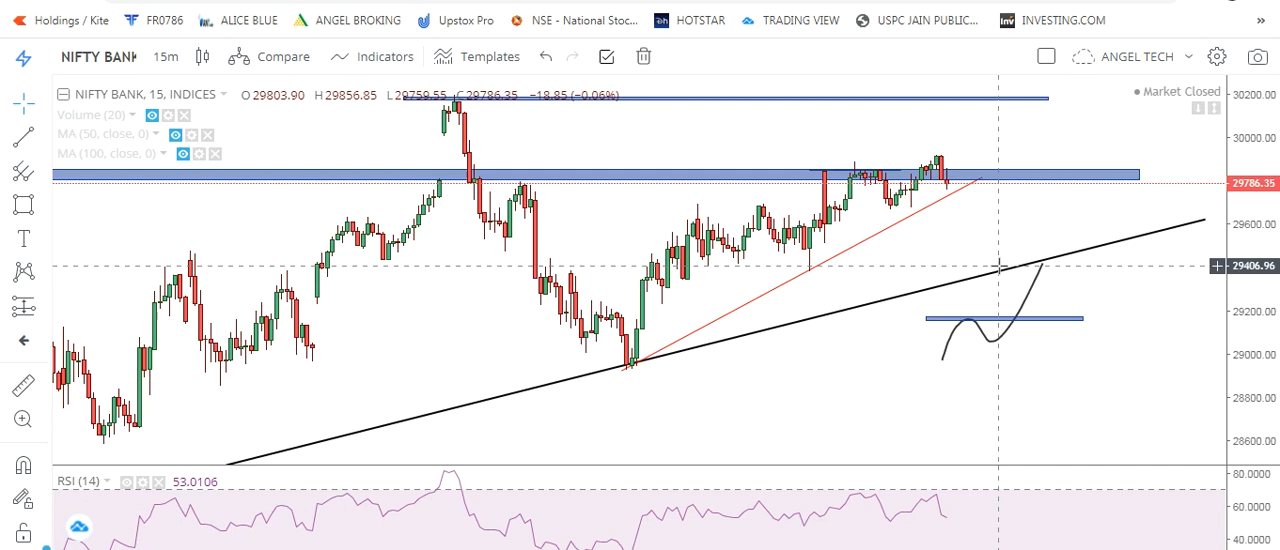 Holdings / Kite FR0786 ALICE BLUE ANGEL BROKING Upstox Pro NSE - National Stoc... HOTSTAR TRADING VIEW USPC JAIN PUBLIC... INVESTING.COM »
NIFTY BANK 15m Compare Indicators Templates ANGEL TECH
NIFTY BANK, 15, INDICES O29803.90 H29856.85 L29759.55 C29786.35 -18.85 (-0.06%)
Market Closed
Volume (20)
MA (50, close, 0)
MA (100, close, 0)
30200.00
30000.00
29786.35
29600.00
29406.96
29200.00
29000.00
28800.00
28600.00
RSI (14) 53.0106
80.0000
60.0000
40.0000